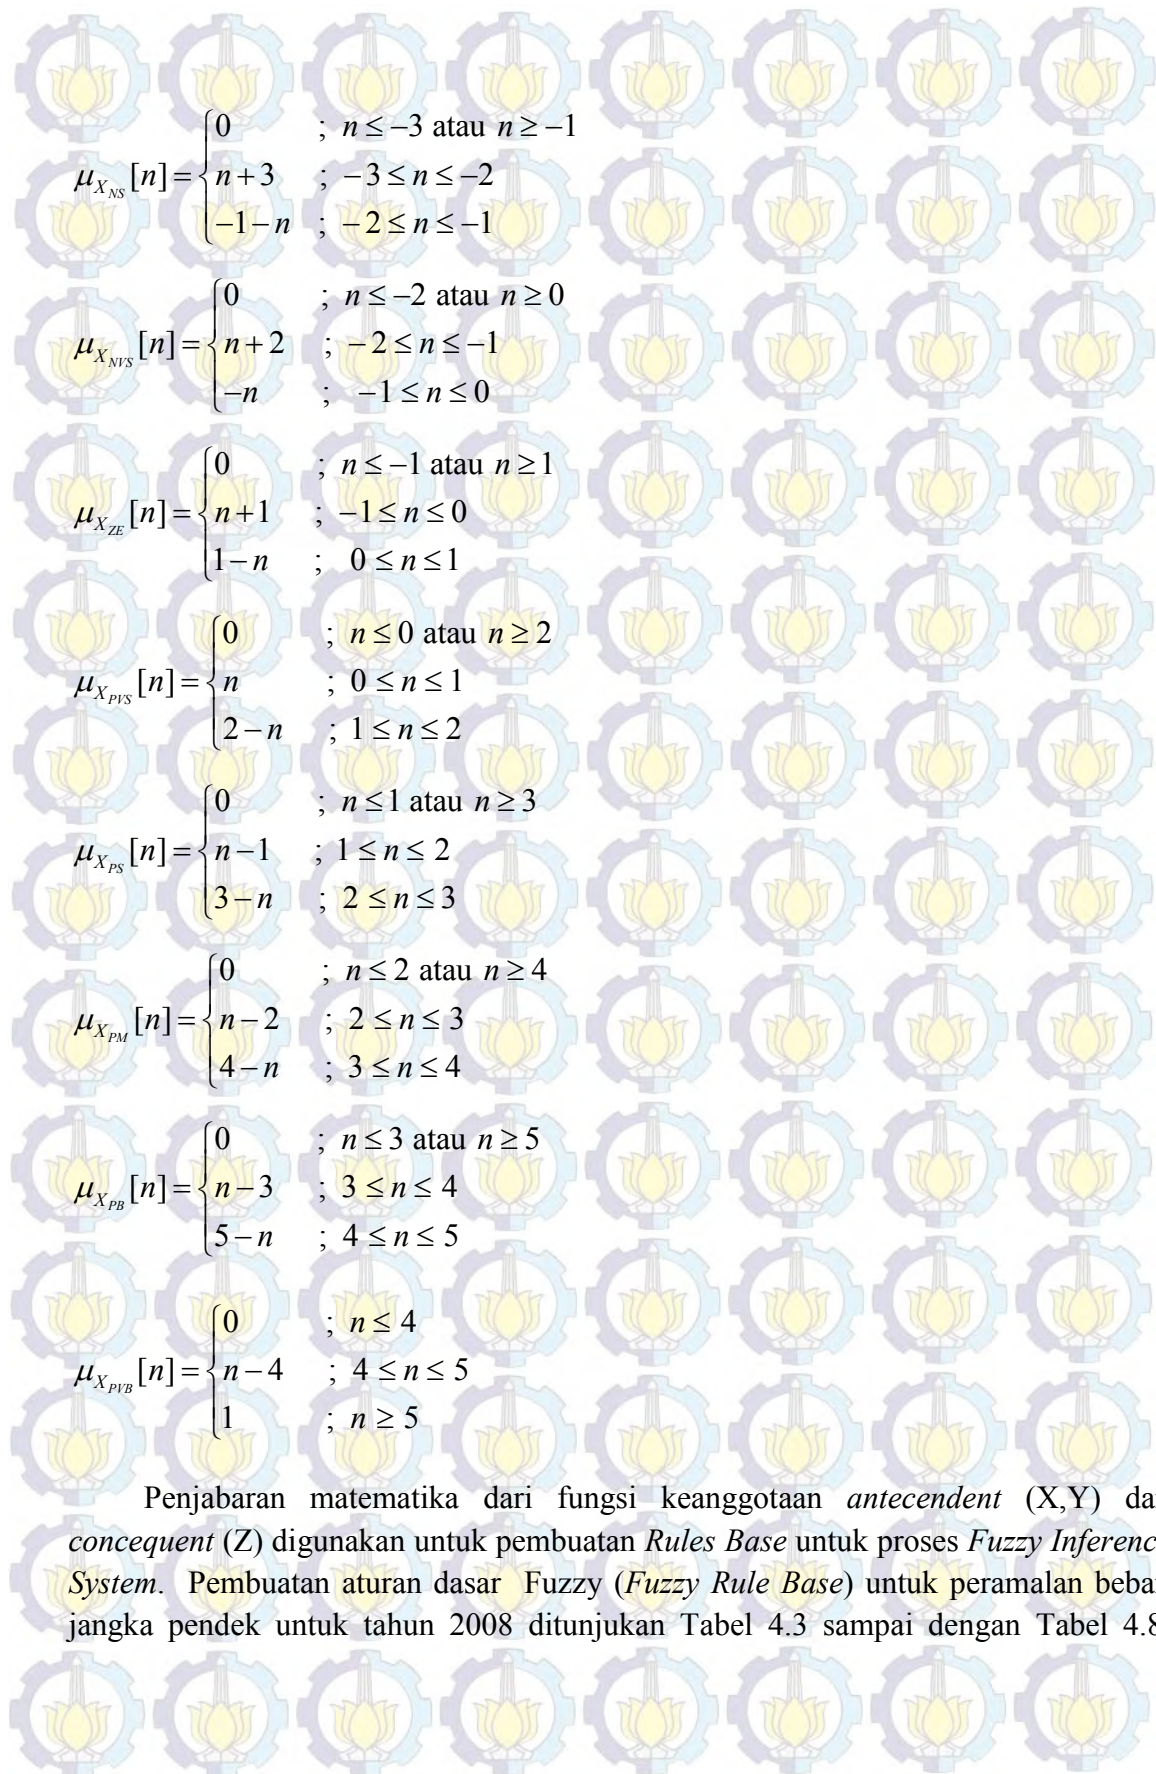 0 ; n ≤ −3 atau n ≥ −1
μ_{X_{NS}}[n] = { n+3 ; −3 ≤ n ≤ −2
−1−n ; −2 ≤ n ≤ −1
0 ; n ≤ −2 atau n ≥ 0
μ_{X_{NVS}}[n] = { n+2 ; −2 ≤ n ≤ −1
−n ; −1 ≤ n ≤ 0
0 ; n ≤ −1 atau n ≥ 1
μ_{X_{ZE}}[n] = { n+1 ; −1 ≤ n ≤ 0
1−n ; 0 ≤ n ≤ 1
0 ; n ≤ 0 atau n ≥ 2
μ_{X_{PVS}}[n] = { n ; 0 ≤ n ≤ 1
2−n ; 1 ≤ n ≤ 2
0 ; n ≤ 1 atau n ≥ 3
μ_{X_{PS}}[n] = { n−1 ; 1 ≤ n ≤ 2
3−n ; 2 ≤ n ≤ 3
0 ; n ≤ 2 atau n ≥ 4
μ_{X_{PM}}[n] = { n−2 ; 2 ≤ n ≤ 3
4−n ; 3 ≤ n ≤ 4
0 ; n ≤ 3 atau n ≥ 5
μ_{X_{PB}}[n] = { n−3 ; 3 ≤ n ≤ 4
5−n ; 4 ≤ n ≤ 5
0 ; n ≤ 4
μ_{X_{PVB}}[n] = { n−4 ; 4 ≤ n ≤ 5
1 ; n ≥ 5
Penjabaran matematika dari fungsi keanggotaan antecendent (X,Y) da
concequent (Z) digunakan untuk pembuatan Rules Base untuk proses Fuzzy Inferenc
System. Pembuatan aturan dasar Fuzzy (Fuzzy Rule Base) untuk peramalan beba
jangka pendek untuk tahun 2008 ditunjukan Tabel 4.3 sampai dengan Tabel 4.8